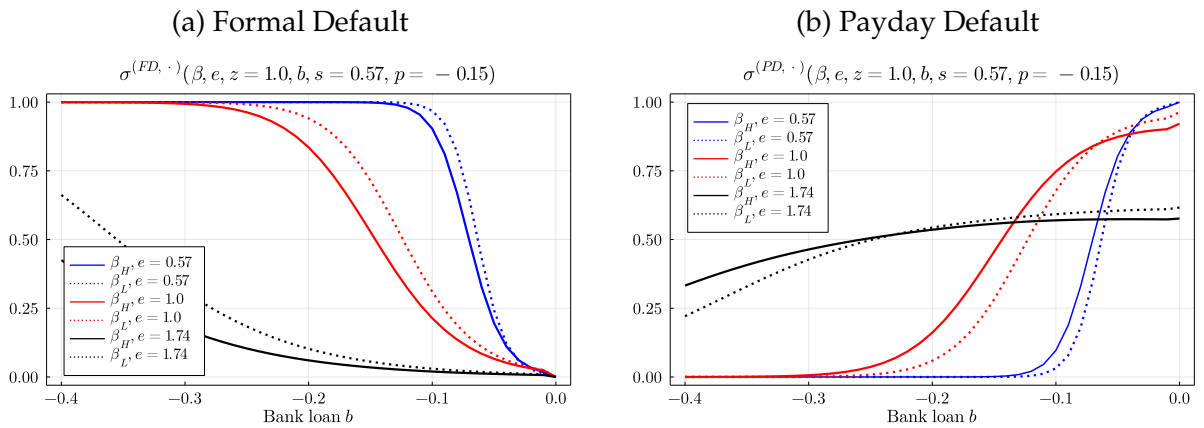 (a) Formal Default
σ^(FD, ·)(β, e, z = 1.0, b, s = 0.57, p = − 0.15)
1.00
0.75
0.50
0.25
0.00
β_H, e = 0.57
β_L, e = 0.57
β_H, e = 1.0
β_L, e = 1.0
β_H, e = 1.74
β_L, e = 1.74
−0.4 −0.3 −0.2 −0.1 0.0
Bank loan b
(b) Payday Default
σ^(PD, ·)(β, e, z = 1.0, b, s = 0.57, p = − 0.15)
1.00
0.75
0.50
0.25
0.00
β_H, e = 0.57
β_L, e = 0.57
β_H, e = 1.0
β_L, e = 1.0
β_H, e = 1.74
β_L, e = 1.74
−0.4 −0.3 −0.2 −0.1 0.0
Bank loan b